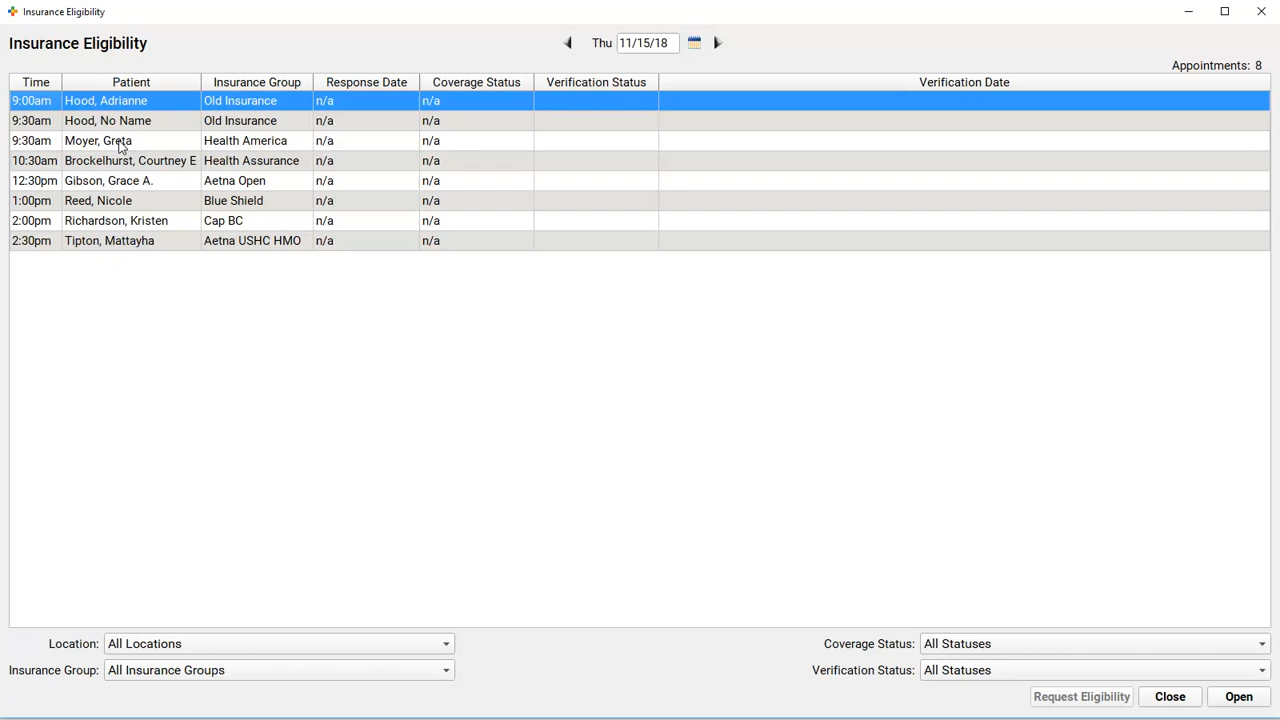 Insurance Eligibility
Insurance Eligibility
Thu 11/15/18
Appointments: 8
Time Patient Insurance Group Response Date Coverage Status Verification Status Verification Date
9:00am Hood, Adrianne Old Insurance n/a n/a
9:30am Hood, No Name Old Insurance n/a n/a
9:30am Moyer, Greta Health America n/a n/a
10:30am Brockelhurst, Courtney E Health Assurance n/a n/a
12:30pm Gibson, Grace A. Aetna Open n/a n/a
1:00pm Reed, Nicole Blue Shield n/a n/a
2:00pm Richardson, Kristen Cap BC n/a n/a
2:30pm Tipton, Mattayha Aetna USHC HMO n/a n/a
Location: All Locations Coverage Status: All Statuses
Insurance Group: All Insurance Groups Verification Status: All Statuses
Request Eligibility Close Open